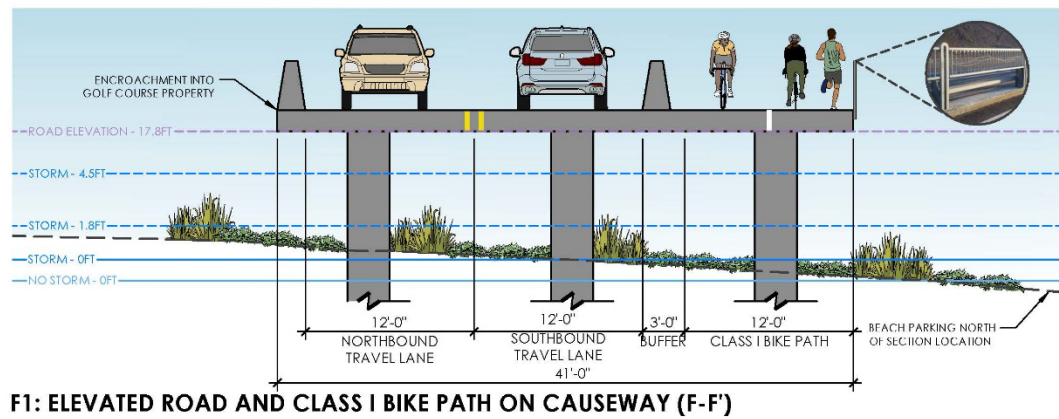 ENCROACHMENT INTO
GOLF COURSE PROPERTY
ROAD ELEVATION - 17.8FT
STORM - 4.5FT
STORM - 1.8FT
STORM - 0FT
NO STORM - 0FT
12'-0"
12'-0"
3'-0"
12'-0"
NORTHBOUND
TRAVEL LANE
SOUTHBOUND
TRAVEL LANE
BUFFER
CLASS I BIKE PATH
BEACH PARKING NORTH
OF SECTION LOCATION
41'-0"
F1: ELEVATED ROAD AND CLASS I BIKE PATH ON CAUSEWAY (F-F')